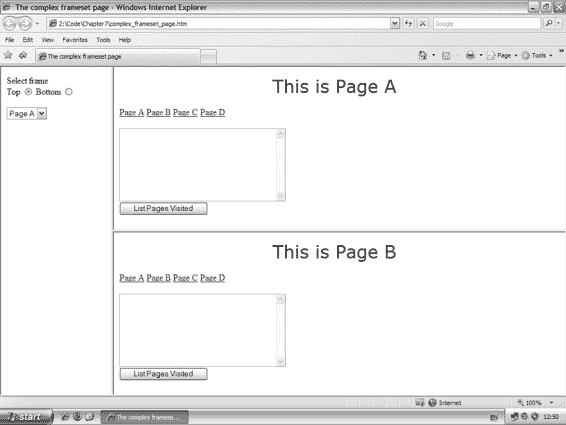 The complex frameset page - Windows Internet Explorer
Z:\Code\Chapter7\complex_frameset_page.htm
Google
File Edit View Favorites Tools Help
The complex frameset page
Page Tools
Select frame
Top Bottom
Page A
This is Page A
Page A Page B Page C Page D
List Pages Visited
This is Page B
Page A Page B Page C Page D
List Pages Visited
Internet
100%
start
The complex framese...
EN
12:50